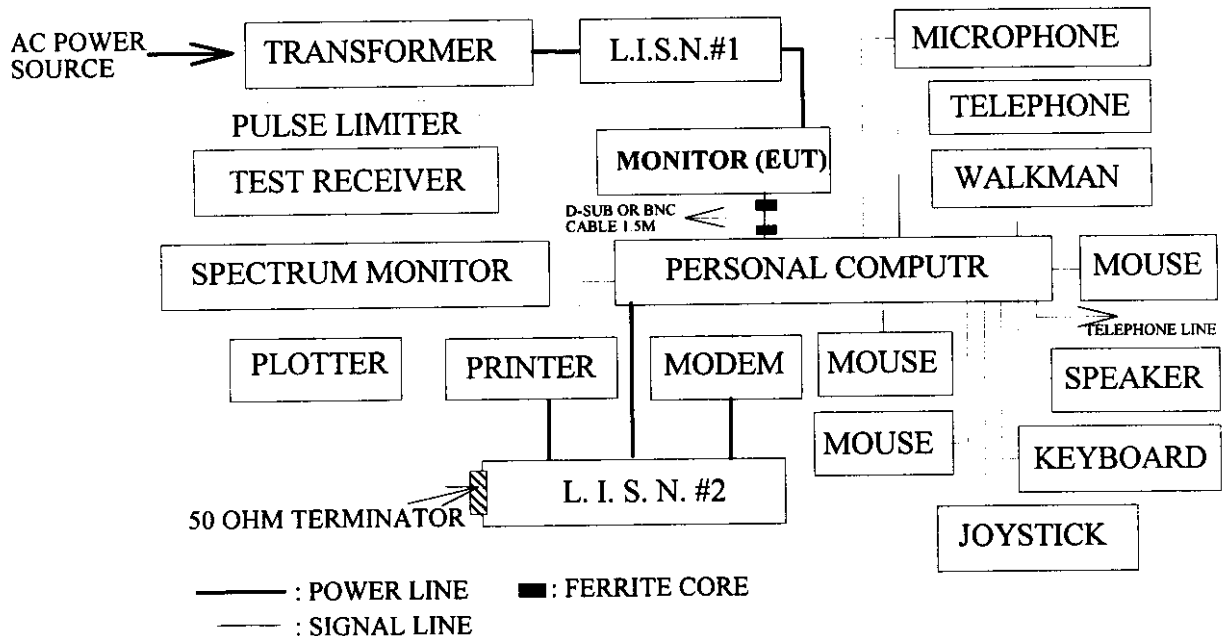 AC POWER
SOURCE
TRANSFORMER
L.I.S.N.#1
MICROPHONE
PULSE LIMITER
TELEPHONE
MONITOR (EUT)
TEST RECEIVER
WALKMAN
D-SUB OR BNC
CABLE 1.5M
SPECTRUM MONITOR
PERSONAL COMPUTR
MOUSE
TELEPHONE LINE
PLOTTER
PRINTER
MODEM
MOUSE
SPEAKER
MOUSE
KEYBOARD
L. I. S. N. #2
50 OHM TERMINATOR
JOYSTICK
: POWER LINE
: FERRITE CORE
: SIGNAL LINE